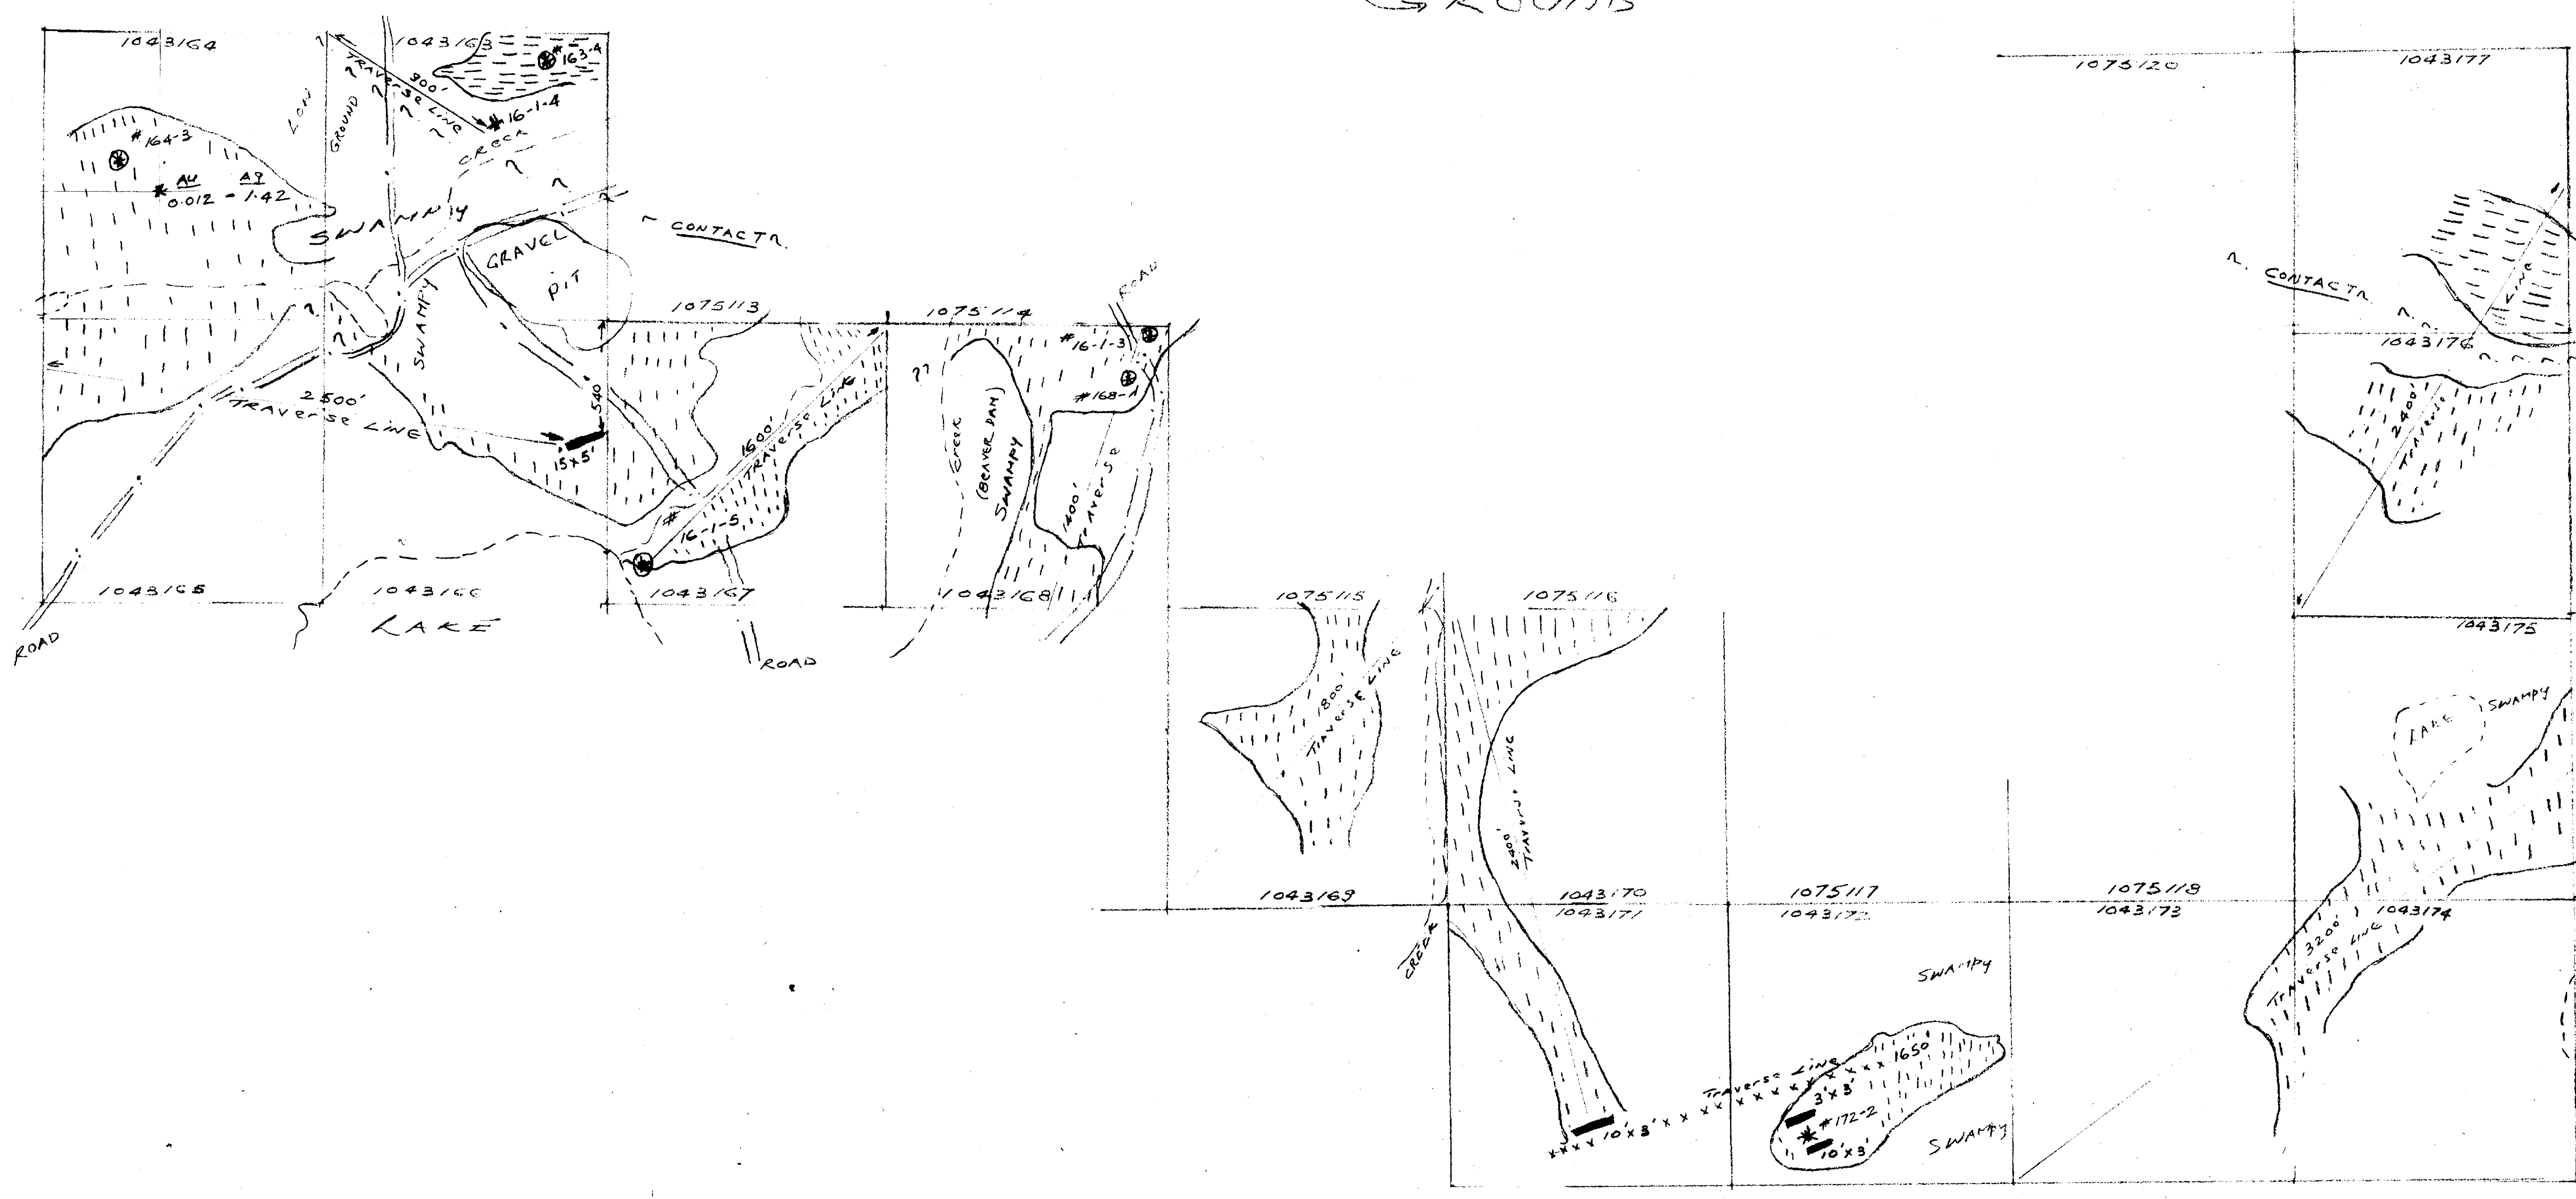 1043164
1043163
#163-4
900'
TRAVERSE LINE
#16-1-4
CREEK
LOW
GROUND
#164-3
Au Ag
0.012 - 1.42
SWAMPY
CONTACT
GRAVEL
PIT
SWAMPY
1075113
1075114
ROAD
#16-1-3
#168-1
2500'
TRAVERSE LINE
540
15x5'
1600'
TRAVERSE LINE
CREEK
(BEAVER DAM)
SWAMPY
1400'
TRAVERSE
#
16-1-5
1043165
1043166
1043167
1043168
LAKE
ROAD
ROAD
1075120
1043177
LINE
CONTACT
1043176
2400'
TRAVERSE
1043175
1075115
1075116
1800'
TRAVERSE LINE
2400'
TRAVERSE LINE
LAKE
SWAMPY
1043169
1043170
1043171
1075117
1043172
1075118
1043173
1043174
CREEK
3200'
TRAVERSE LINE
SWAMPY
TRAVERSE LINE
1650
3'x3'
#172-2
10'x3'
10'x3'
SWAMPY